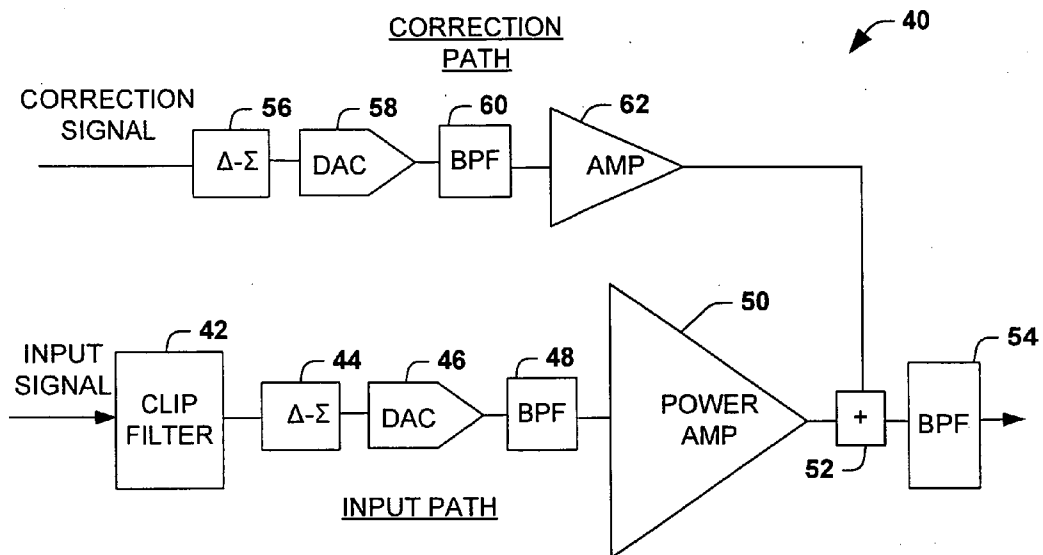 CORRECTION
PATH
40
CORRECTION
SIGNAL
56
58
60
62
Δ-Σ
DAC
BPF
AMP
50
INPUT
SIGNAL
42
44
46
48
54
CLIP
FILTER
Δ-Σ
DAC
BPF
POWER
AMP
+
52
BPF
INPUT PATH